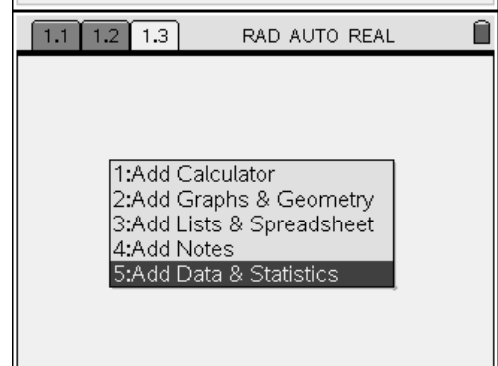 1.1 1.2 1.3 RAD AUTO REAL
1:Add Calculator
2:Add Graphs & Geometry
3:Add Lists & Spreadsheet
4:Add Notes
5:Add Data & Statistics